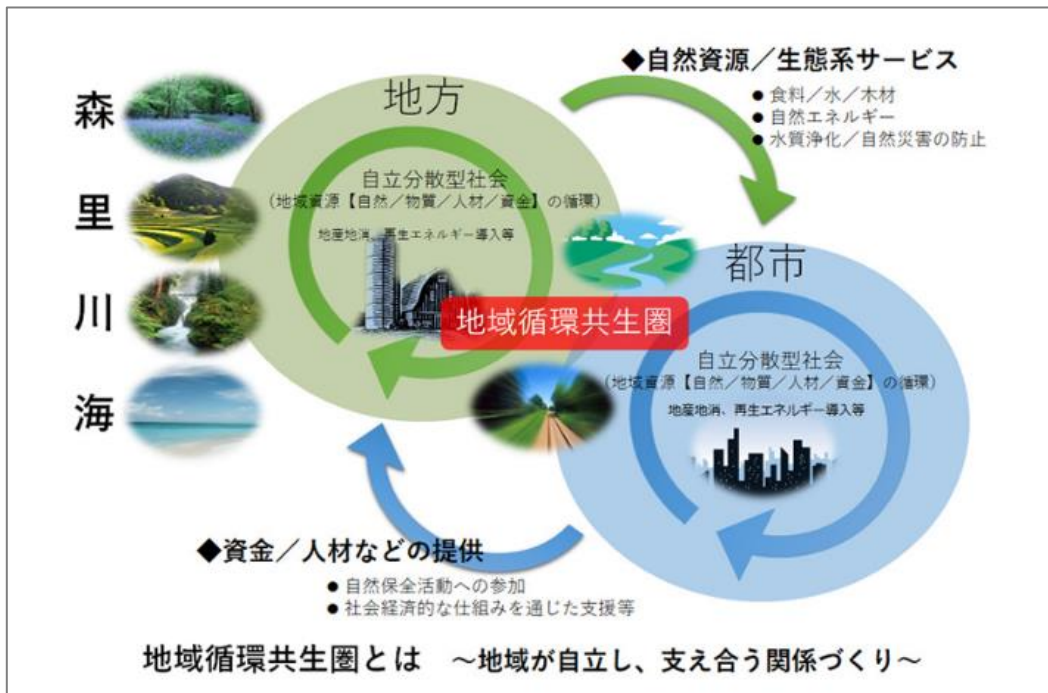 森
里
川
海
地方
自立分散型社会
(地域資源【自然／物質／人材／資金】の循環)
地産地消、再生エネルギー導入等
◆自然資源／生態系サービス
● 食料／水／木材
● 自然エネルギー
● 水質浄化／自然災害の防止
地域循環共生圏
都市
自立分散型社会
(地域資源【自然／物質／人材／資金】の循環)
地産地消、再生エネルギー導入等
◆資金／人材などの提供
● 自然保全活動への参加
● 社会経済的な仕組みを通じた支援等
地域循環共生圏とは ～地域が自立し、支え合う関係づくり～